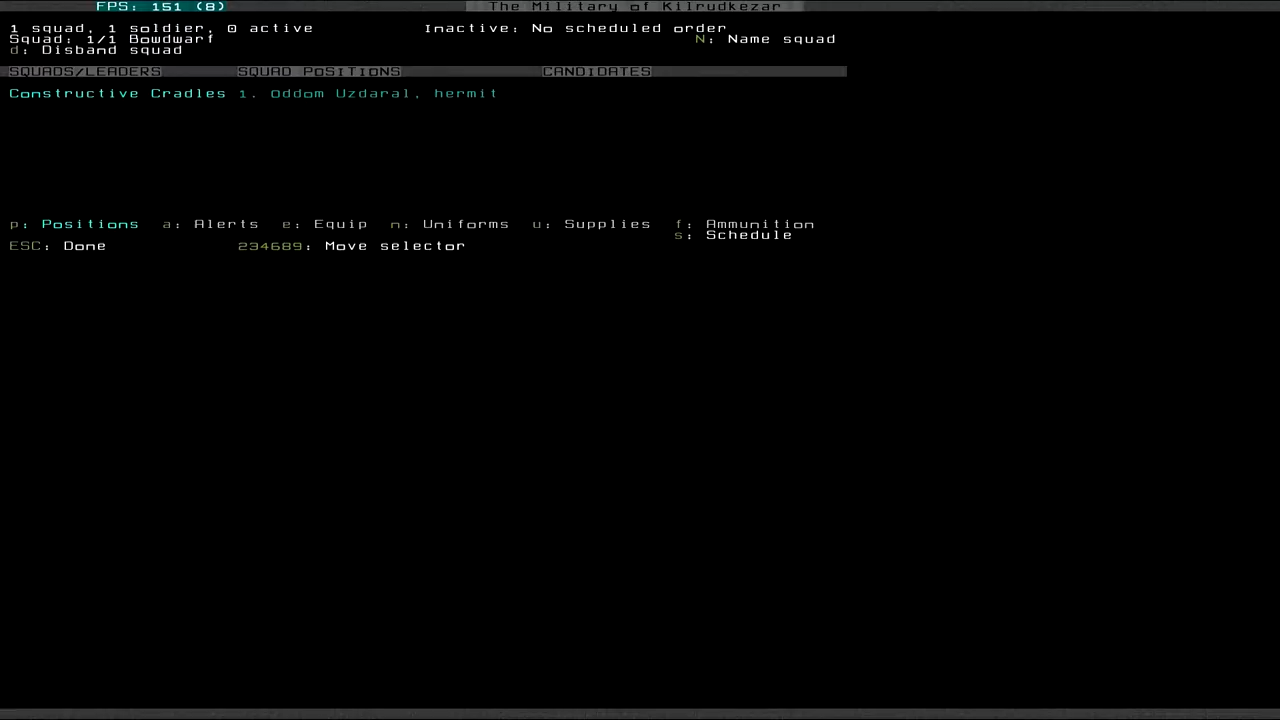 FPS: 151 (8) The Military of Kilrudkezar
1 squad, 1 soldier, 0 active Inactive: No scheduled order
Squad: 1/1 Bowdwarf N: Name squad
d: Disband squad
SQUADS/LEADERS SQUAD POSITIONS CANDIDATES
Constructive Cradles 1. Oddom Uzdaral, hermit
p: Positions a: Alerts e: Equip n: Uniforms u: Supplies f: Ammunition
s: Schedule
ESC: Done 234689: Move selector